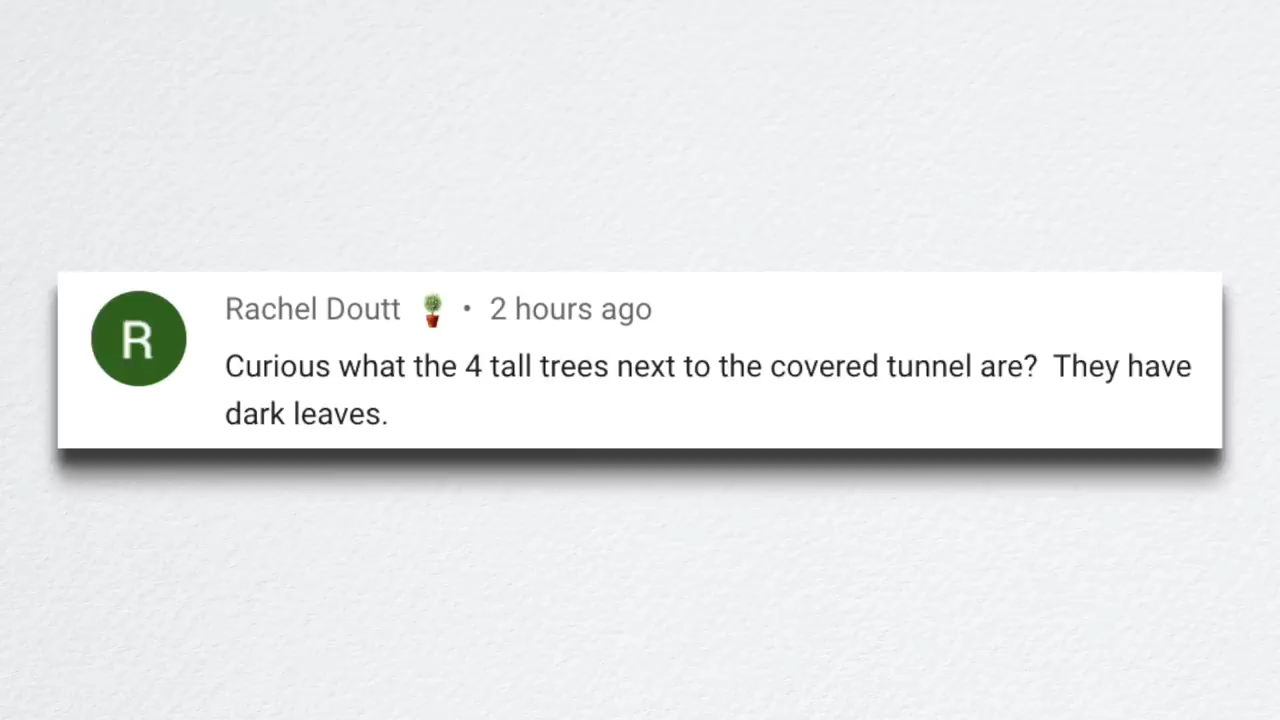 R
Rachel Doutt 🪴 • 2 hours ago
Curious what the 4 tall trees next to the covered tunnel are?  They have
dark leaves.